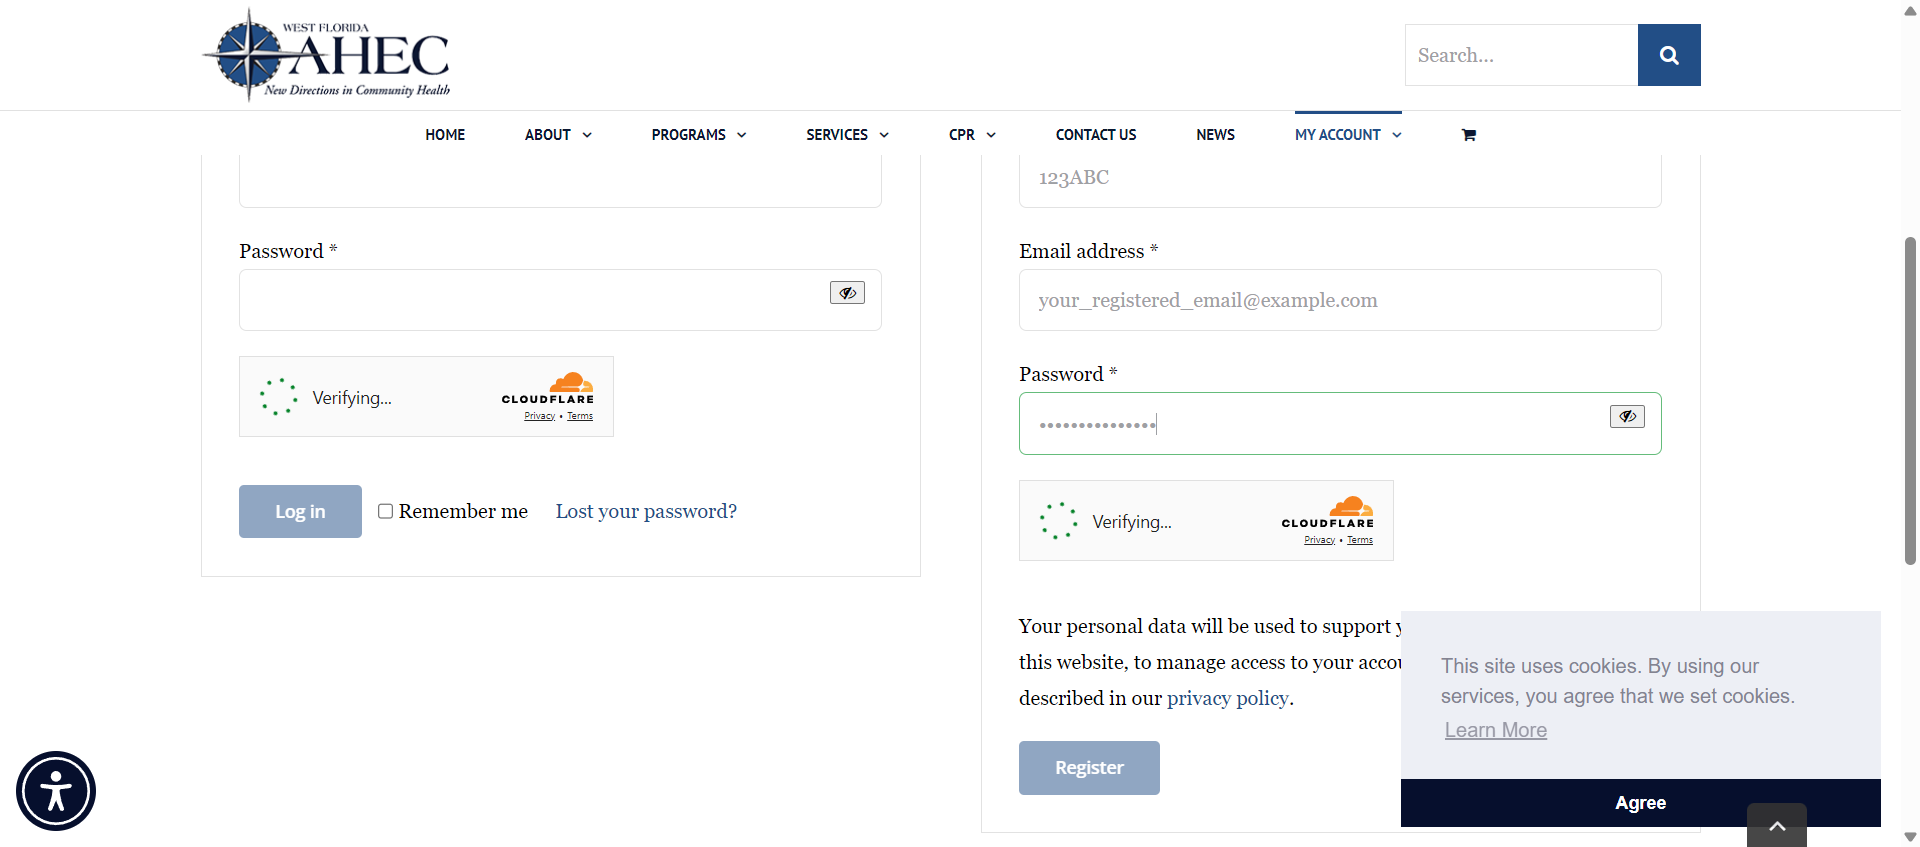 WEST FLORIDA
AHEC
New Directions in Community Health
Search...
HOME
ABOUT
PROGRAMS
SERVICES
CPR
CONTACT US
NEWS
MY ACCOUNT
Password *
Verifying...
CLOUDFLARE
Privacy • Terms
Log in
Remember me
Lost your password?
123ABC
Email address *
your_registered_email@example.com
Password *
•••••••••••••••
Verifying...
CLOUDFLARE
Privacy • Terms
Your personal data will be used to support
this website, to manage access to your
described in our privacy policy.
Register
This site uses cookies. By using our
services, you agree that we set cookies.
Learn More
Agree